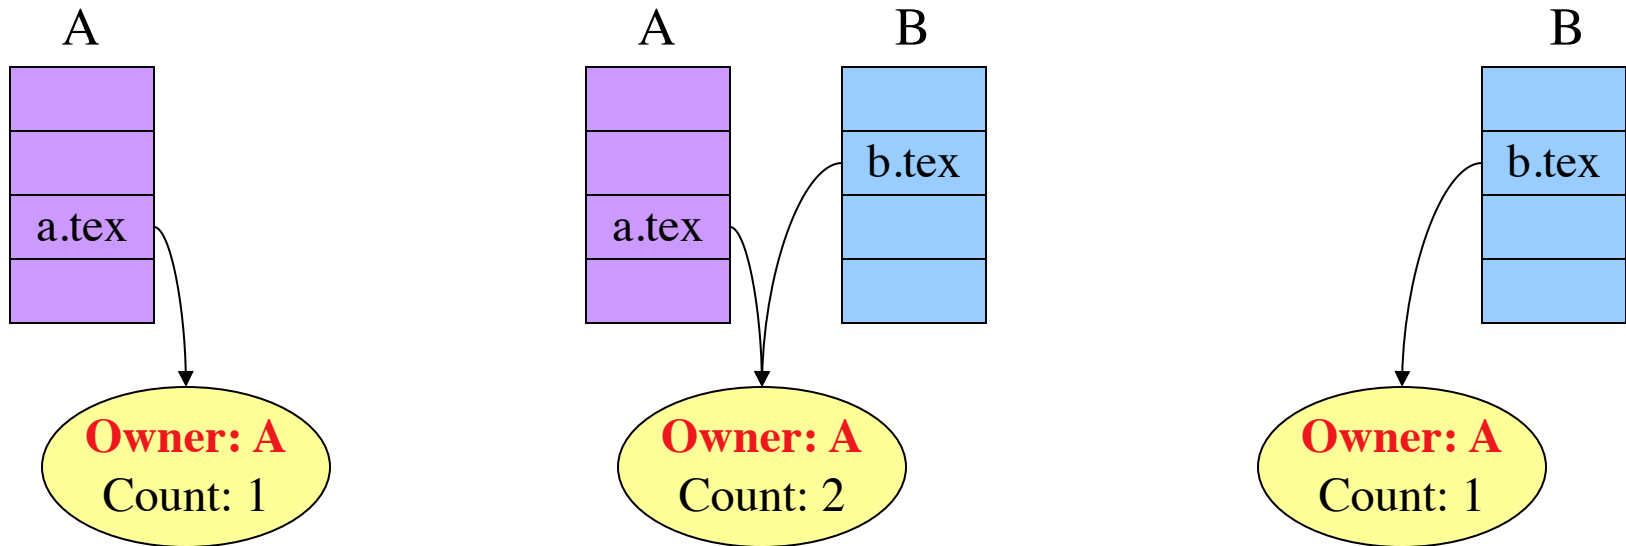 A
a.tex
Owner: A
Count: 1
A
B
b.tex
a.tex
Owner: A
Count: 2
B
b.tex
Owner: A
Count: 1